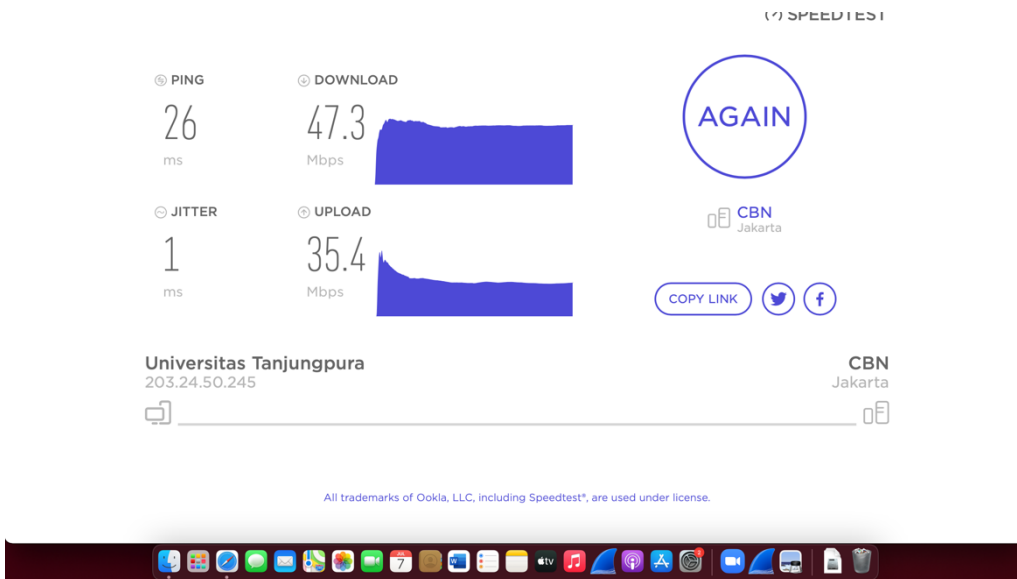 SPEEDTEST
PING
26
ms
DOWNLOAD
47.3
Mbps
AGAIN
JITTER
1
ms
UPLOAD
35.4
Mbps
CBN
Jakarta
COPY LINK
Universitas Tanjungpura
203.24.50.245
CBN
Jakarta
All trademarks of Ookla, LLC, including Speedtest®, are used under license.
7
tv